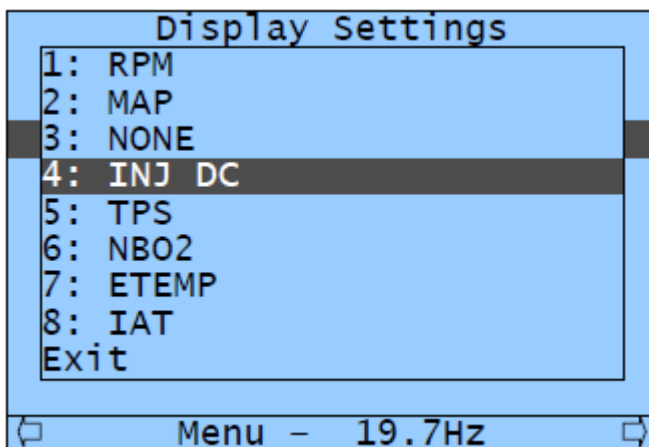 Display Settings
1: RPM
2: MAP
3: NONE
4: INJ DC
5: TPS
6: NBO2
7: ETEMP
8: IAT
Exit
Menu – 19.7Hz